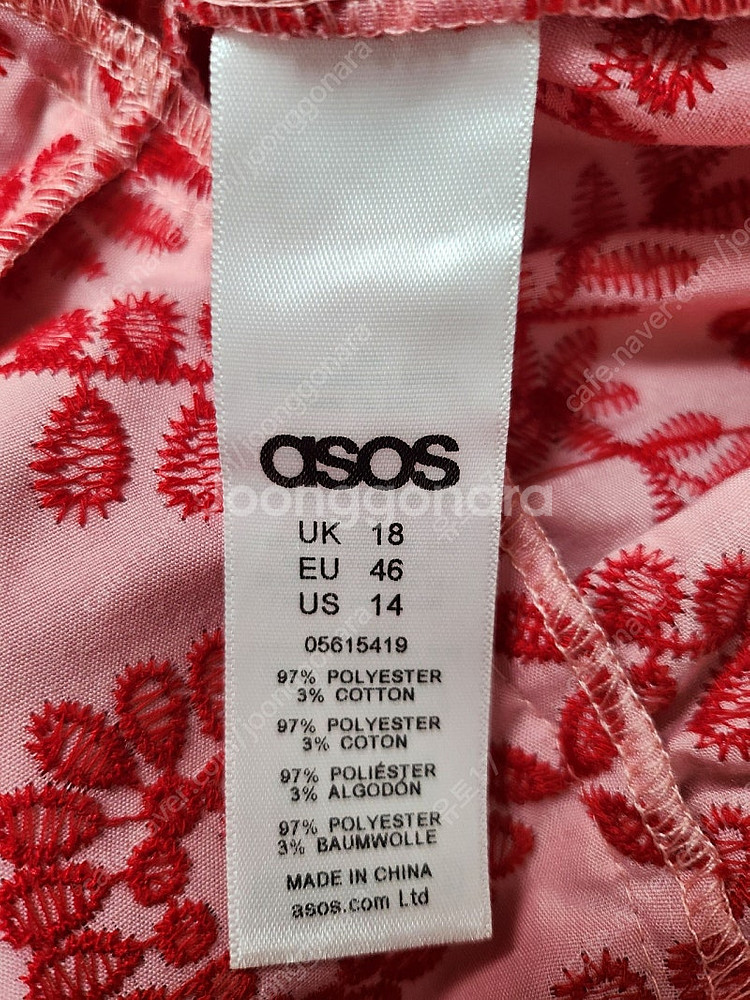 asos
joonggonara
UK 18
EU 46
US 14
05615419
97% POLYESTER
3% COTTON
97% POLYESTER
3% COTON
97% POLIÉSTER
3% ALGODÓN
97% POLYESTER
3% BAUMWOLLE
MADE IN CHINA
asos.com Ltd